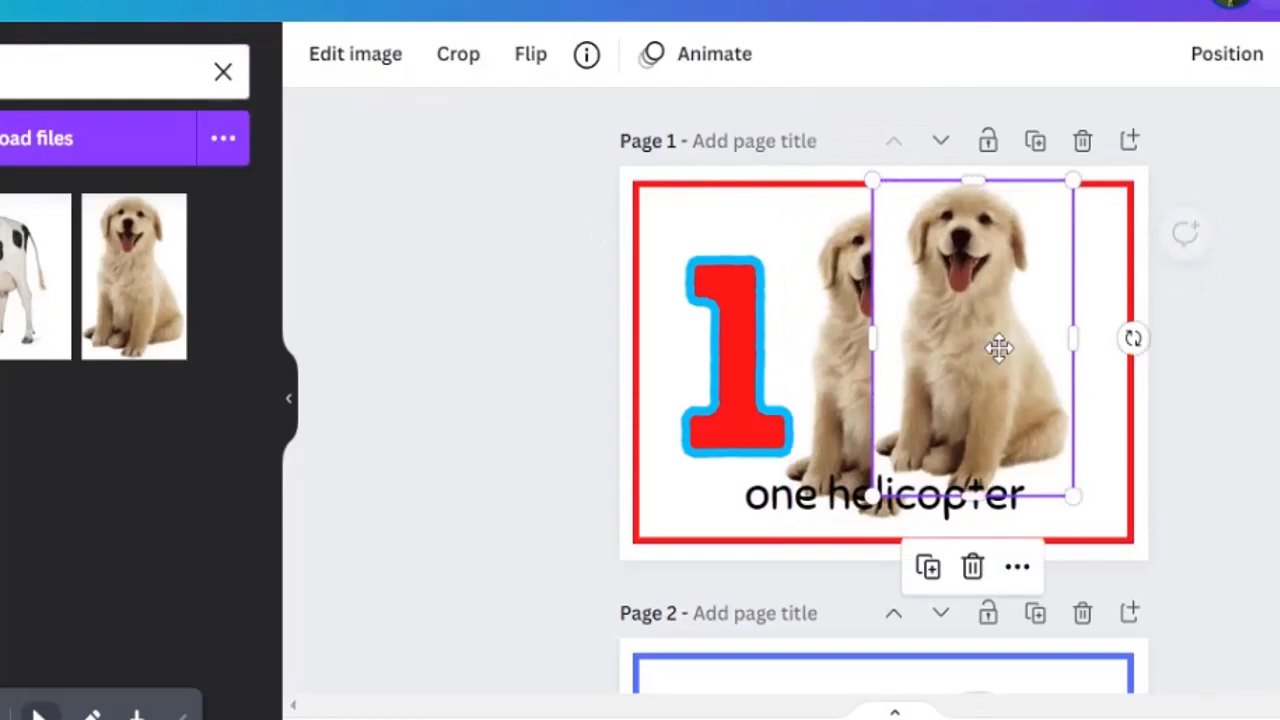 Edit image Crop Flip Animate Position
oad files
Page 1 - Add page title
1
one helicopter
Page 2 - Add page title